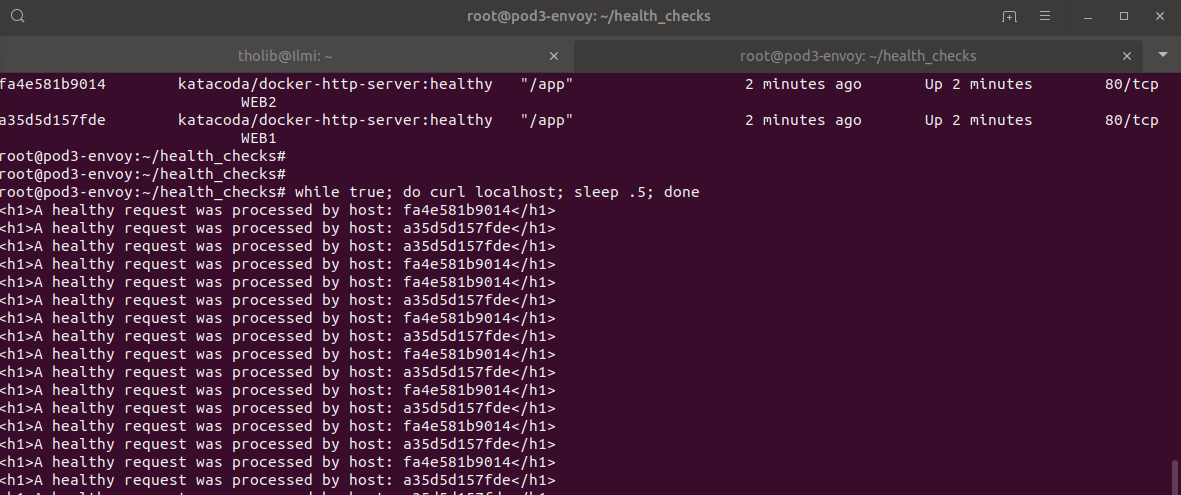 root@pod3-envoy: ~/health_checks
tholib@Ilmi: ~
root@pod3-envoy: ~/health_checks
fa4e581b9014 katacoda/docker-http-server:healthy "/app" 2 minutes ago Up 2 minutes 80/tcp
WEB2
a35d5d157fde katacoda/docker-http-server:healthy "/app" 2 minutes ago Up 2 minutes 80/tcp
WEB1
root@pod3-envoy:~/health_checks#
root@pod3-envoy:~/health_checks#
root@pod3-envoy:~/health_checks# while true; do curl localhost; sleep .5; done
<h1>A healthy request was processed by host: fa4e581b9014</h1>
<h1>A healthy request was processed by host: a35d5d157fde</h1>
<h1>A healthy request was processed by host: a35d5d157fde</h1>
<h1>A healthy request was processed by host: fa4e581b9014</h1>
<h1>A healthy request was processed by host: fa4e581b9014</h1>
<h1>A healthy request was processed by host: a35d5d157fde</h1>
<h1>A healthy request was processed by host: fa4e581b9014</h1>
<h1>A healthy request was processed by host: a35d5d157fde</h1>
<h1>A healthy request was processed by host: fa4e581b9014</h1>
<h1>A healthy request was processed by host: a35d5d157fde</h1>
<h1>A healthy request was processed by host: fa4e581b9014</h1>
<h1>A healthy request was processed by host: a35d5d157fde</h1>
<h1>A healthy request was processed by host: fa4e581b9014</h1>
<h1>A healthy request was processed by host: a35d5d157fde</h1>
<h1>A healthy request was processed by host: fa4e581b9014</h1>
<h1>A healthy request was processed by host: a35d5d157fde</h1>